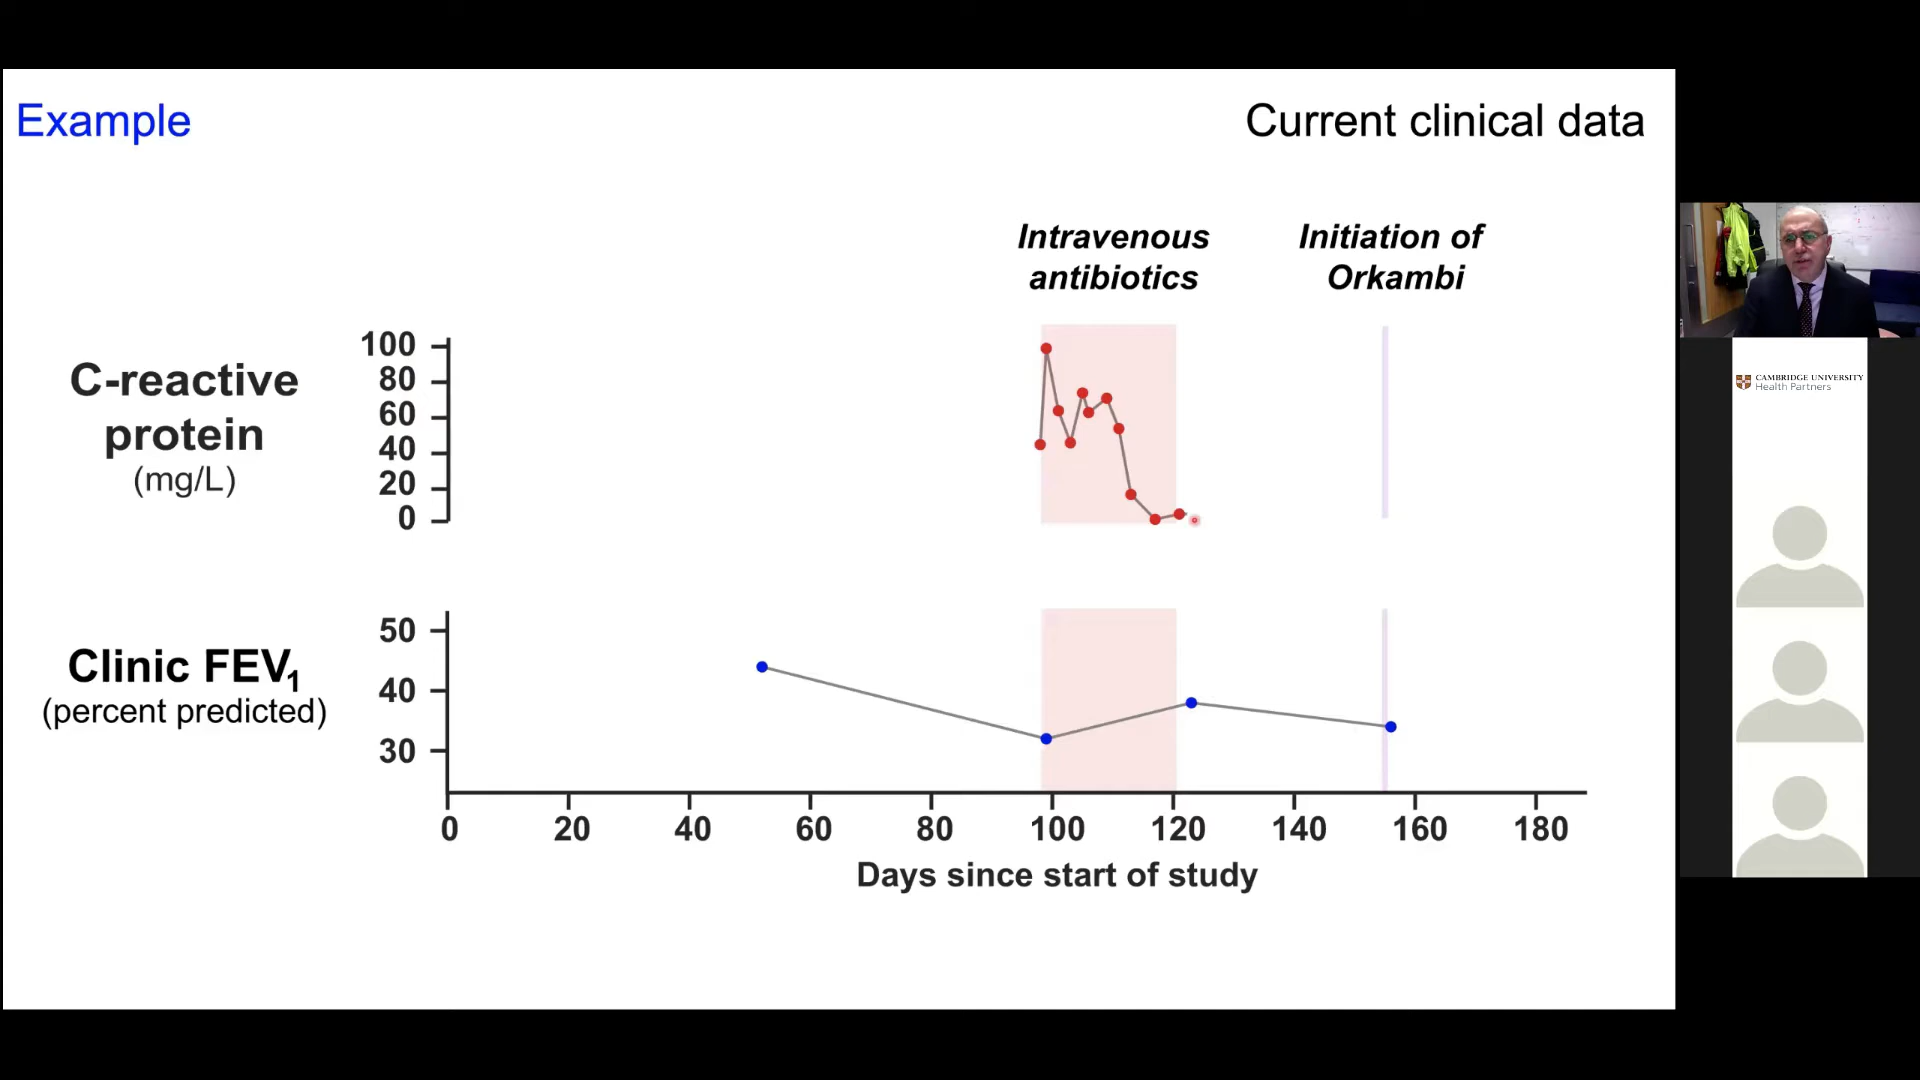 Example
Current clinical data
Intravenous
antibiotics
Initiation of
Orkambi
C-reactive
protein
(mg/L)
100
80
60
40
20
0
Clinic FEV1
(percent predicted)
50
40
30
0 20 40 60 80 100 120 140 160 180
Days since start of study
CAMBRIDGE UNIVERSITY
Health Partners